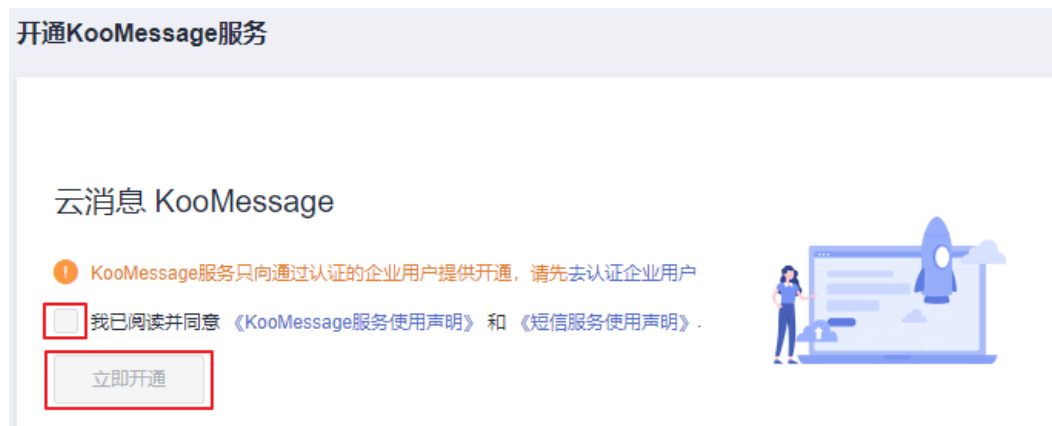 开通KooMessage服务
云消息 KooMessage
KooMessage服务只向通过认证的企业用户提供开通，请先去认证企业用户
我已阅读并同意 《KooMessage服务使用声明》 和 《短信服务使用声明》.
立即开通